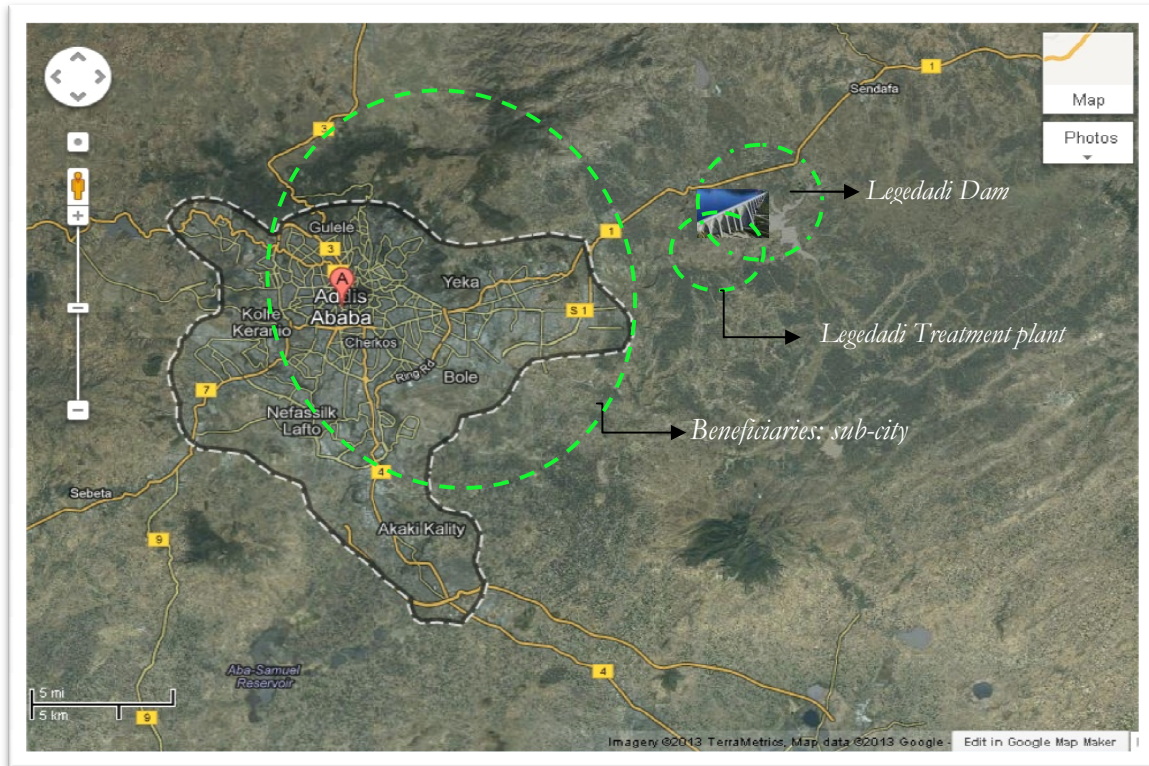 1
Sendafa
Map
Photos
3
Legedadi Dam
Gulele
1
3
Yeka
A
Addis
Ababa
S 1
Kolfe
Keranio
Legedadi Treatment plant
Cherkos
Ring Rd
Bole
7
Nefassilk
Lafto
Beneficiaries: sub-city
4
Sebeta
Akaki Kality
9
Aba-Samuel
Reservoir
4
5 mi
5 km
9
Imagery ©2013 TerraMetrics, Map data ©2013 Google -
Edit in Google Map Maker